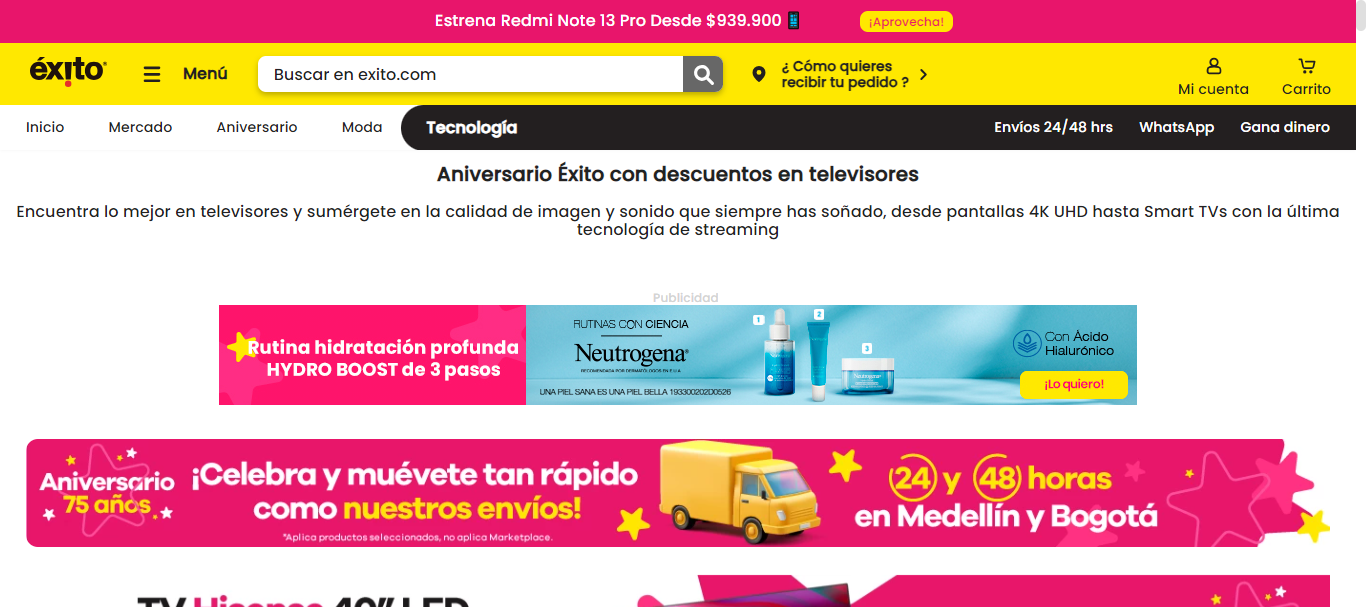 Estrena Redmi Note 13 Pro Desde $939.900
¡Aprovecha!
éxito
Menú
Buscar en exito.com
¿ Cómo quieres
recibir tu pedido ?
Mi cuenta
Carrito
Inicio
Mercado
Aniversario
Moda
Tecnología
Envíos 24/48 hrs
WhatsApp
Gana dinero
Aniversario Éxito con descuentos en televisores
Encuentra lo mejor en televisores y sumérgete en la calidad de imagen y sonido que siempre has soñado, desde pantallas 4K UHD hasta Smart TVs con la última
tecnología de streaming
Publicidad
Rutina hidratación profunda
HYDRO BOOST de 3 pasos
RUTINAS CON CIENCIA
Neutrogena®
RECOMENDADA POR DERMATÓLOGOS EN E.U.A.
UNA PIEL SANA ES UNA PIEL BELLA 193300202D0526
1
2
3
Con Ácido
Hialurónico
¡Lo quiero!
Aniversario
75 años.
¡Celebra y muévete tan rápido
como nuestros envíos!
*Aplica productos seleccionados, no aplica Marketplace.
24 y 48 horas
en Medellín y Bogotá
TV Hisense 40" LED